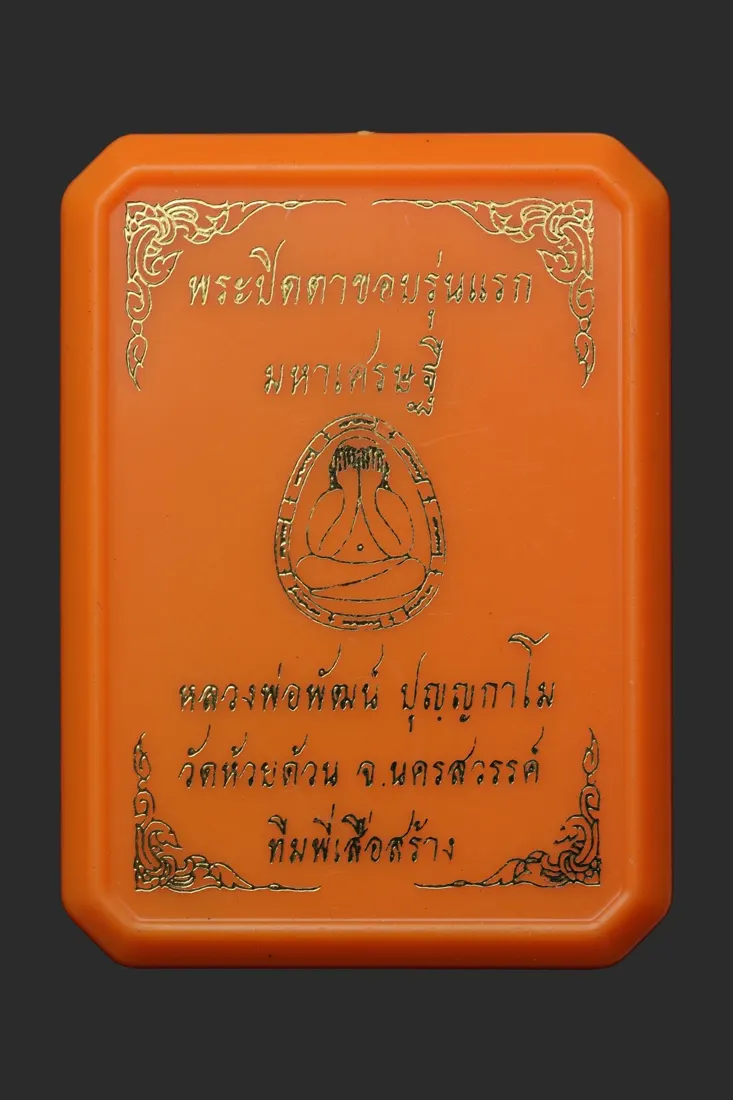 พระปิดตาขอบรุ่นแรก
มหาเศรษฐี
หลวงพ่อพัฒน์ ปุญญกาโม
วัดห้วยด้วน จ.นครสวรรค์
ทีมพี่เสือสร้าง